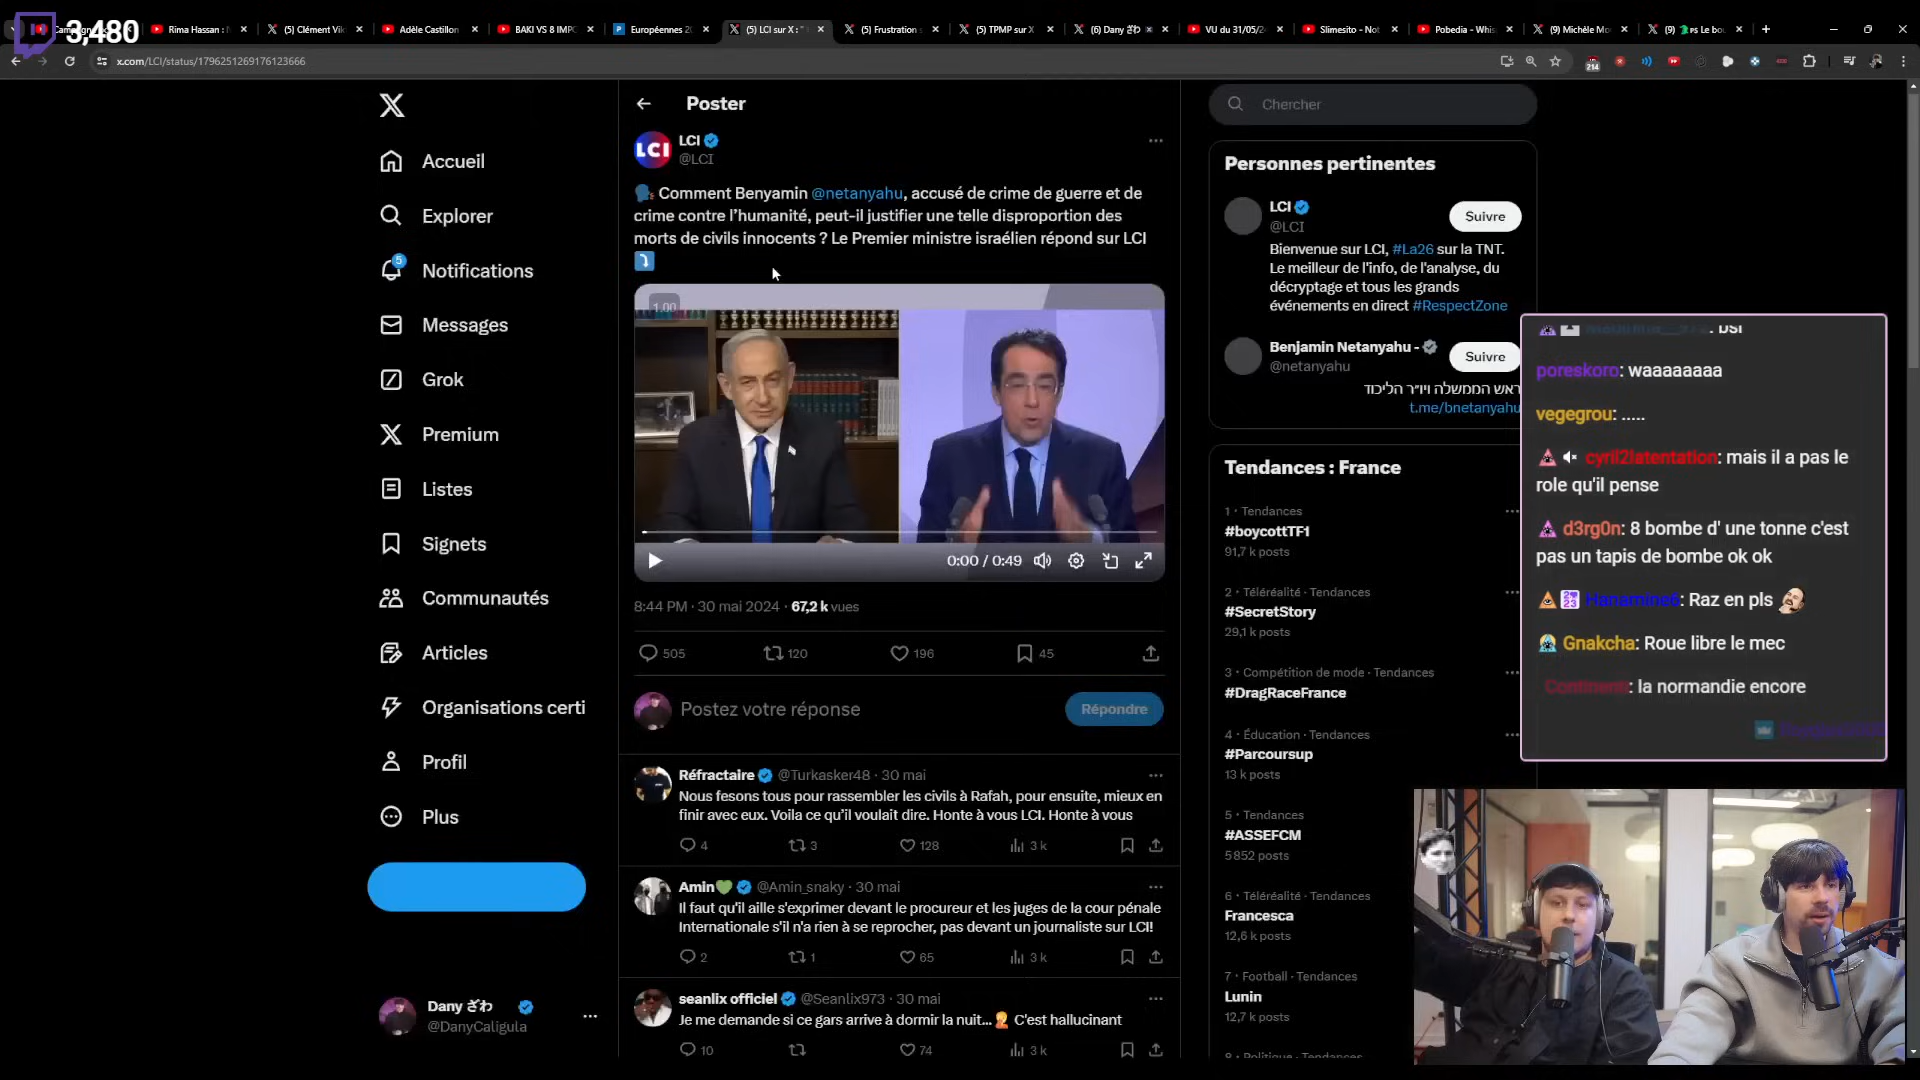 3,480
Rima Hassan :
(5) Clément Vik
Adèle Castillon
BAKI VS 8 IMP
Européennes 20
(5) LCI sur X : "
(5) Frustration
(5) TPMP sur X
(6) Dany ざわ
VU du 31/05/2
Slimesito - Not
Pobedia - Whis
(9) Michèle Mo
(9)
ps Le bo
x.com/LCI/status/1796251269176123666
214
Accueil
Explorer
5
Notifications
Messages
Grok
Premium
Listes
Signets
Communautés
Articles
Organisations certi
Profil
Plus
Dany ざわ
@DanyCaligula
Poster
LCI
LCI
@LCI
Comment Benyamin @netanyahu, accusé de crime de guerre et de
crime contre l'humanité, peut-il justifier une telle disproportion des
morts de civils innocents ? Le Premier ministre israélien répond sur LCI
1.00
0:00 / 0:49
8:44 PM · 30 mai 2024 · 67,2 k vues
505
120
196
45
Postez votre réponse
Répondre
Réfractaire @Turkasker48 · 30 mai
Nous fesons tous pour rassembler les civils à Rafah, pour ensuite, mieux en
finir avec eux. Voila ce qu'il voulait dire. Honte à vous LCI. Honte à vous
4
3
128
3 k
Amin @Amin_snaky · 30 mai
Il faut qu'il aille s'exprimer devant le procureur et les juges de la cour pénale
Internationale s'il n'a rien à se reprocher, pas devant un journaliste sur LCI!
2
1
65
3 k
seanlix officiel @Seanlix973 · 30 mai
Je me demande si ce gars arrive à dormir la nuit... C'est hallucinant
10
74
3 k
Chercher
Personnes pertinentes
LCI
@LCI
Suivre
Bienvenue sur LCI, #La26 sur la TNT.
Le meilleur de l'info, de l'analyse, du
décryptage et tous les grands
événements en direct #RespectZone
Benjamin Netanyahu -
@netanyahu
Suivre
ראש הממשלה ויו״ר הליכוד
t.me/bnetanyahu
Tendances : France
1 · Tendances
#boycottTF1
91,7 k posts
2 · Téléréalité · Tendances
#SecretStory
29,1 k posts
3 · Compétition de mode · Tendances
#DragRaceFrance
4 · Éducation · Tendances
#Parcoursup
13 k posts
5 · Tendances
#ASSEFCM
5 852 posts
6 · Téléréalité · Tendances
Francesca
12,6 k posts
7 · Football · Tendances
Lunin
12,7 k posts
8 · Politique · Tendances
: bsi
poreskoro: waaaaaaaa
vegegrou: .....
cyril2latentation: mais il a pas le
role qu'il pense
d3rg0n: 8 bombe d' une tonne c'est
pas un tapis de bombe ok ok
Hanamine6: Raz en pls
Gnakcha: Roue libre le mec
: la normandie encore